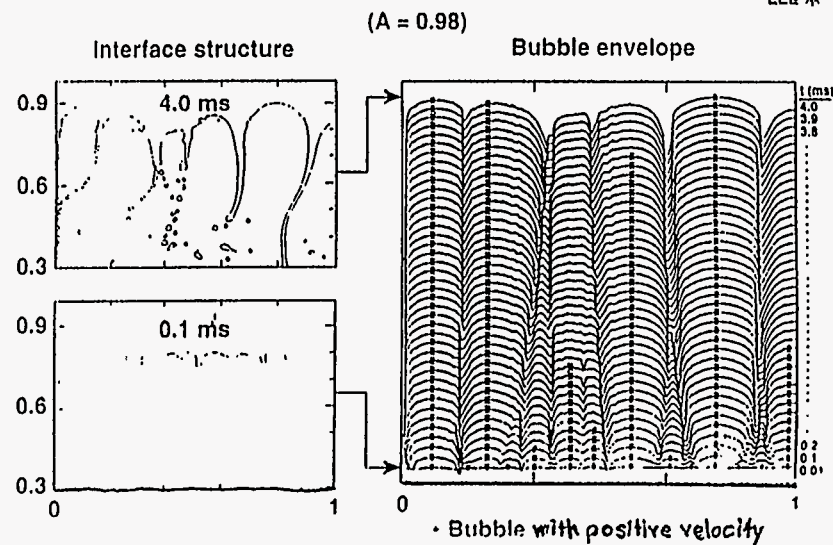 (A = 0.98)
Interface structure
Bubble envelope
0.9
4.0 ms
0.6
0.3
0.9
0.1 ms
0.6
0.3
0
1
t (ms)
4.0
3.9
3.8
0.2
0.1
0.01
0
1
• Bubble with positive velocity